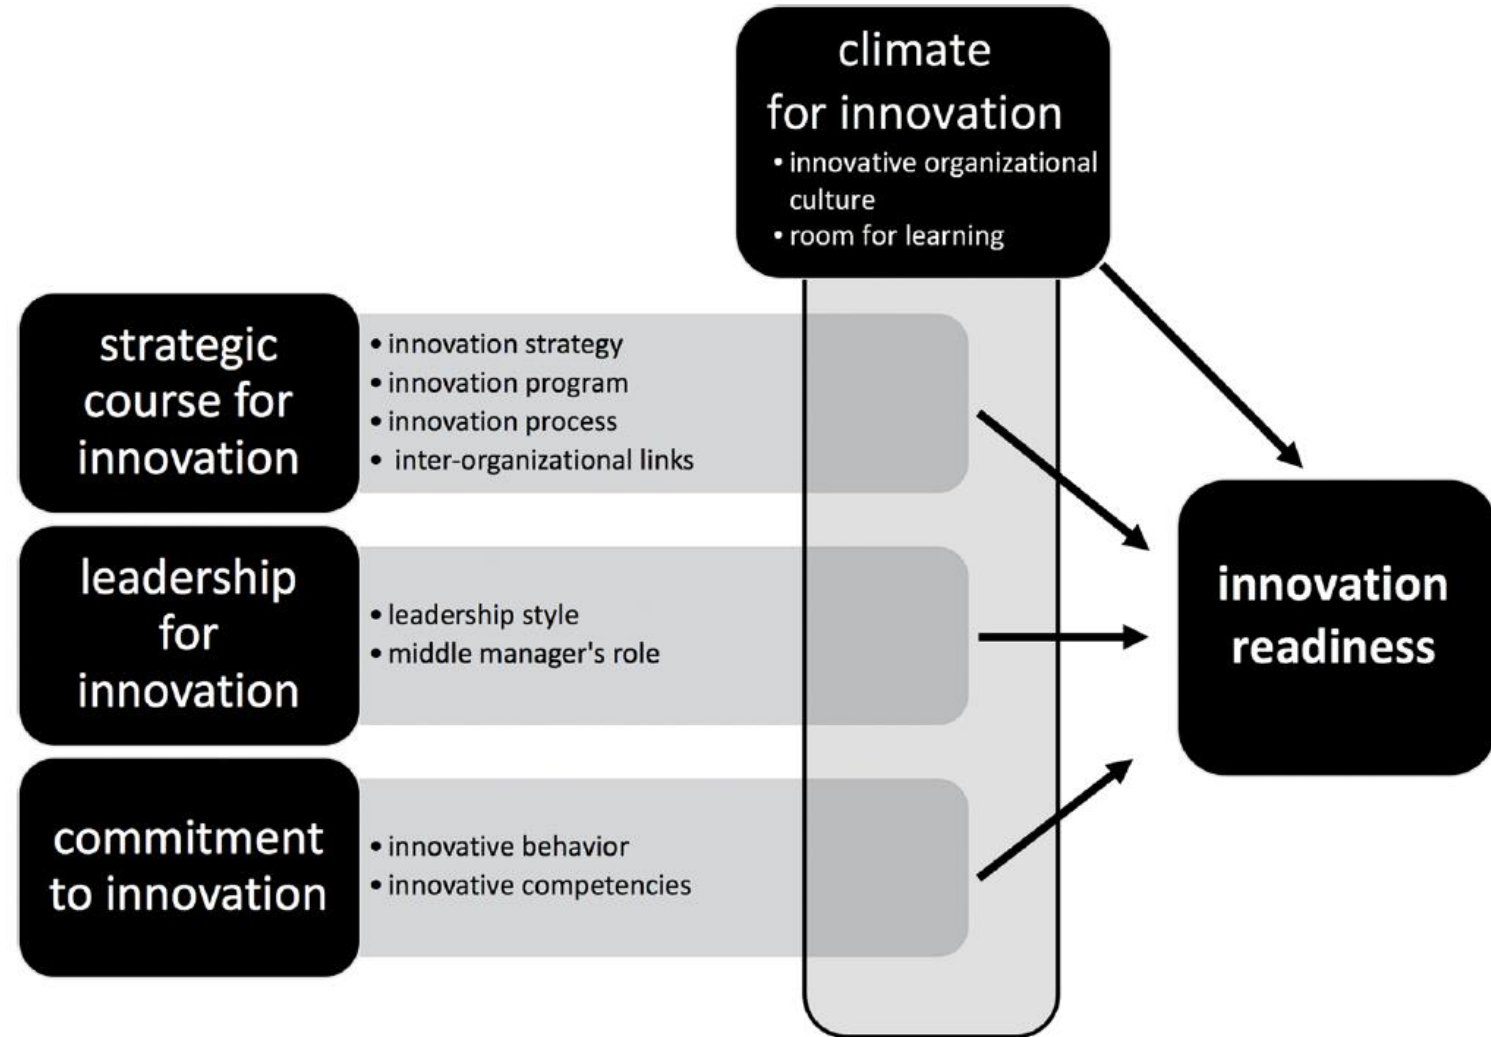 climate
for innovation
• innovative organizational
culture
• room for learning
strategic
course for
innovation
• innovation strategy
• innovation program
• innovation process
• inter-organizational links
leadership
for
innovation
• leadership style
• middle manager's role
commitment
to innovation
• innovative behavior
• innovative competencies
innovation
readiness